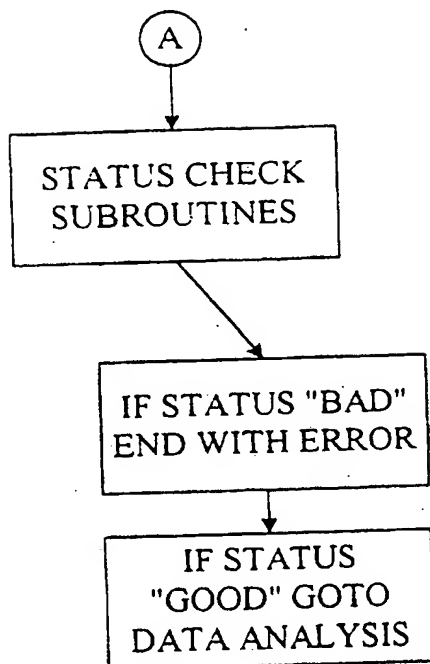 A
STATUS CHECK
SUBROUTINES
IF STATUS "BAD"
END WITH ERROR
IF STATUS
"GOOD" GOTO
DATA ANALYSIS